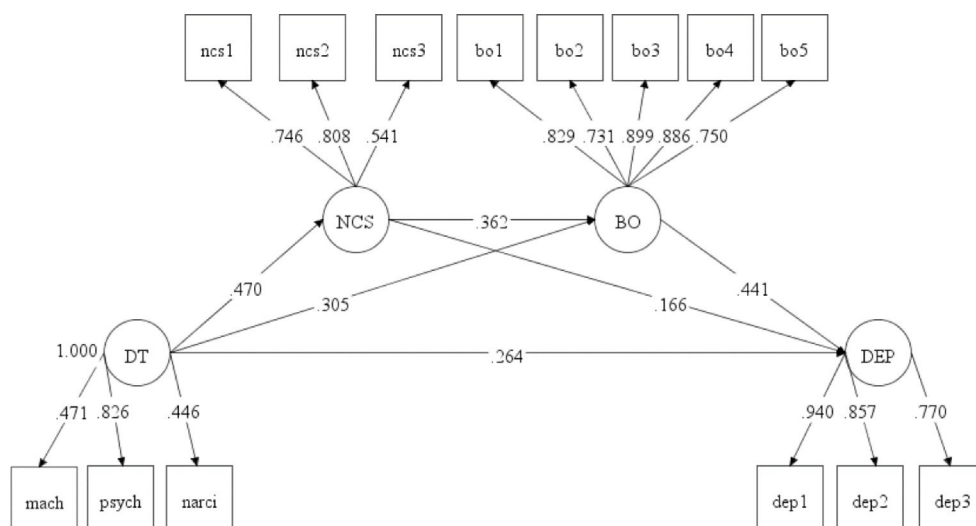 ncs1 ncs2 ncs3 bo1 bo2 bo3 bo4 bo5
.746 .808 .541 .829 .731 .899 .886 .750
NCS .362 BO
.470 .305 .166 .441
1.000 DT .264 DEP
.471 .826 .446 .940 .857 .770
mach psych narci dep1 dep2 dep3